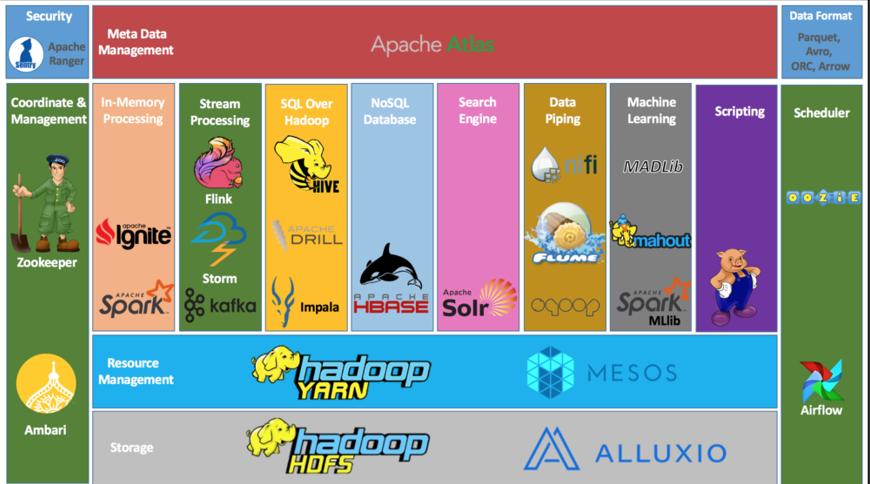 Security
Sentry
Apache
Ranger
Meta Data
Management
Apache Atlas
Data Format
Parquet,
Avro,
ORC, Arrow
Coordinate &
Management
Zookeeper
Ambari
In-Memory
Processing
apache
Ignite
APACHE
Spark
Stream
Processing
Flink
Storm
kafka
SQL Over
Hadoop
HIVE
APACHE
DRILL
Impala
NoSQL
Database
APACHE
HBASE
Search
Engine
Apache
Solr
Data
Piping
nifi
FLUME
sqoop
Machine
Learning
MADLib
mahout
APACHE
Spark
MLlib
Scripting
Scheduler
OOZIE
Airflow
Resource
Management
hadoop
YARN
MESOS
Storage
hadoop
HDFS
ALLUXIO